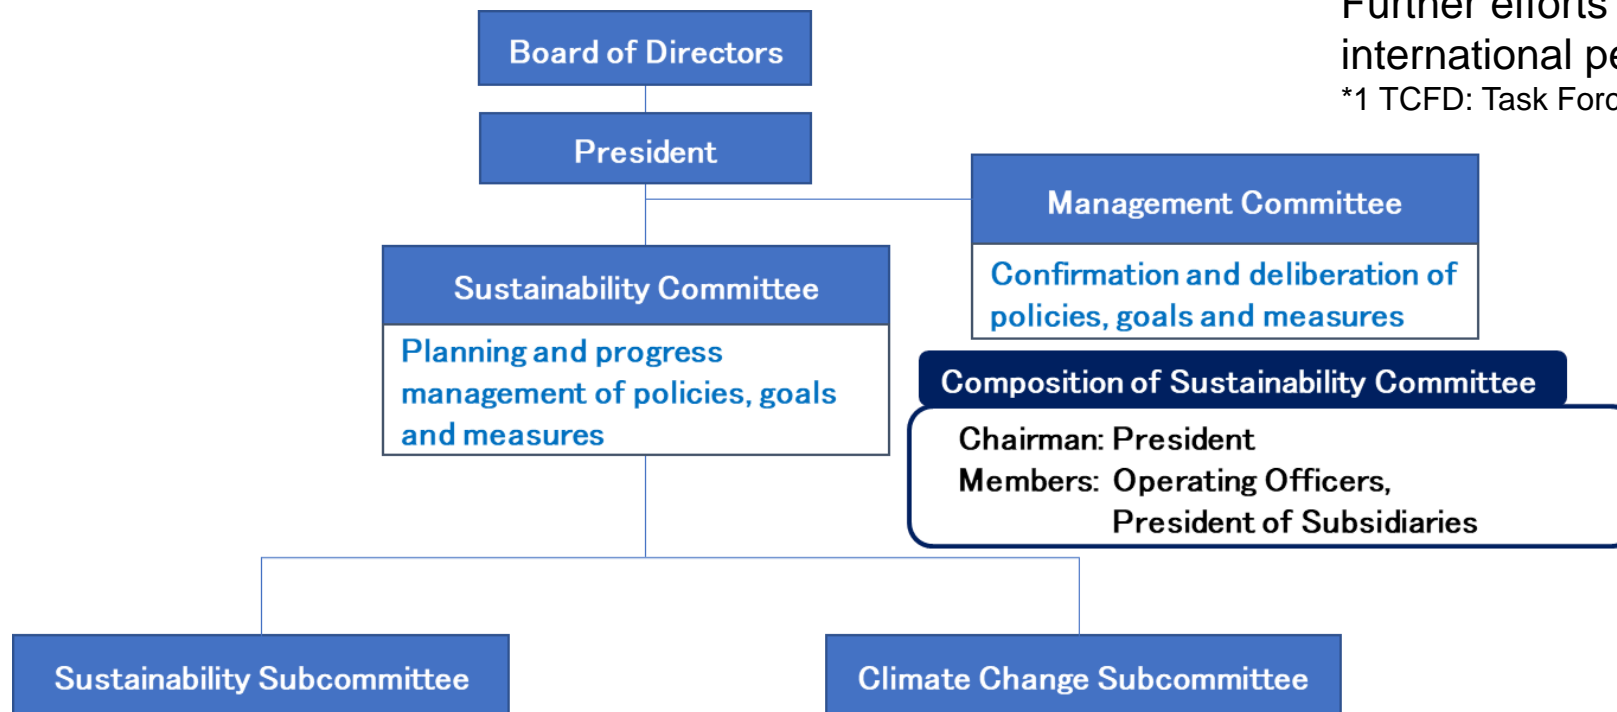 Further efforts
international
*1 TCFD: Task
Board of Directors
President
Management Committee
Confirmation and deliberation of
policies, goals and measures
Sustainability Committee
Planning and progress
management of policies, goals
and measures
Composition of Sustainability Committee
Chairman: President
Members: Operating Officers,
President of Subsidiaries
Sustainability Subcommittee
Climate Change Subcommittee